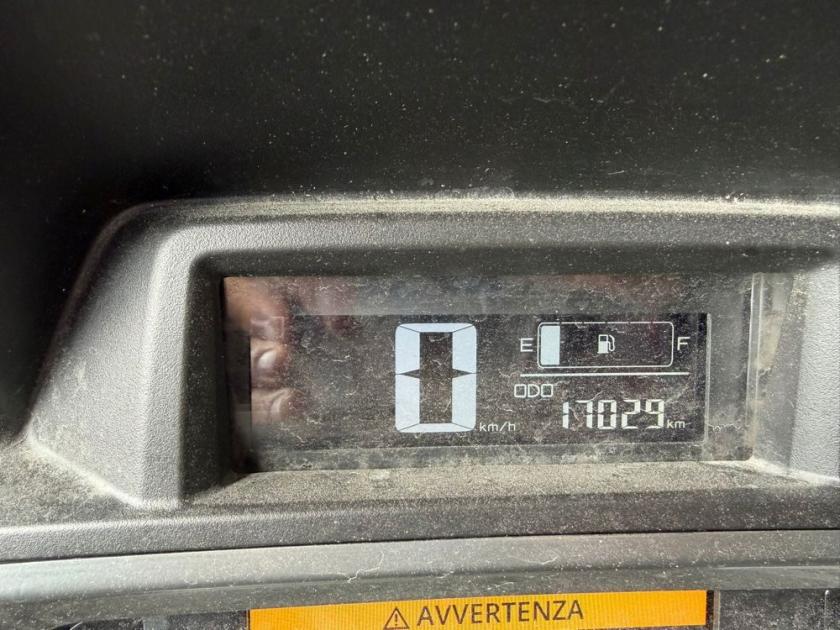 E F
0 km/h
ODO
17029 km
⚠ AVVERTENZA